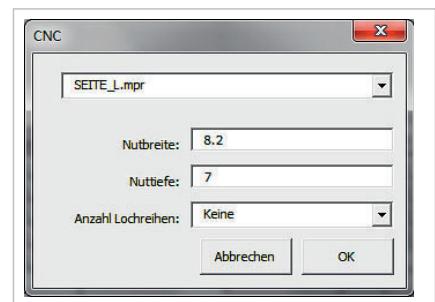 CNC
SEITE_L.mpr
Nutbreite: 8.2
Nuttiefe: 7
Anzahl Lochreihen: Keine
Abbrechen OK